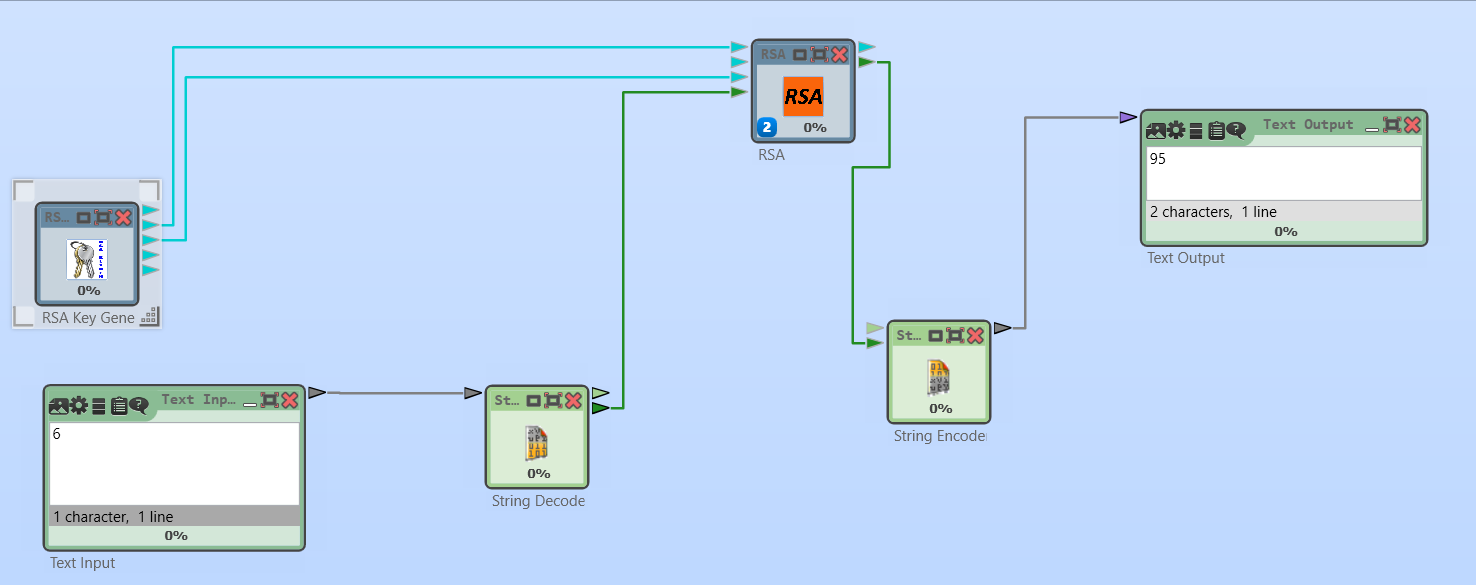 RSA
RSA
2
0%
RSA
Text Output
95
2 characters, 1 line
0%
Text Output
RS...
0%
RSA Key Gene
St...
0%
String Encode
Text Inp...
6
1 character, 1 line
0%
Text Input
St...
0%
String Decode